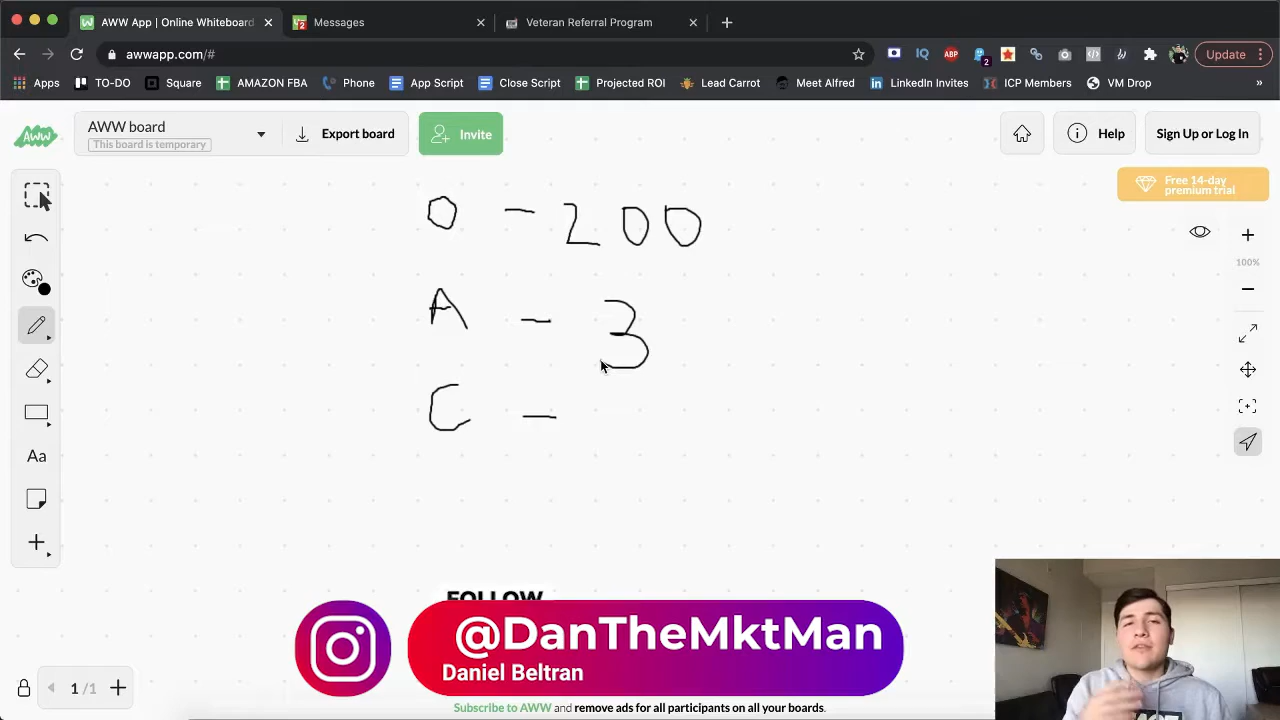 AWW App | Online Whiteboard
Messages
Veteran Referral Program
awwapp.com/#
Update
Apps
TO-DO
Square
AMAZON FBA
Phone
App Script
Close Script
Projected ROI
Lead Carrot
Meet Alfred
LinkedIn Invites
ICP Members
VM Drop
»
AWW
AWW board
This board is temporary
Export board
Invite
Help
Sign Up or Log In
Free 14-day
premium trial
100%
O - 200
A - 3
C -
Aa
FOLLOW
@DanTheMktMan
Daniel Beltran
1 / 1
Subscribe to AWW and remove ads for all participants on all your boards.